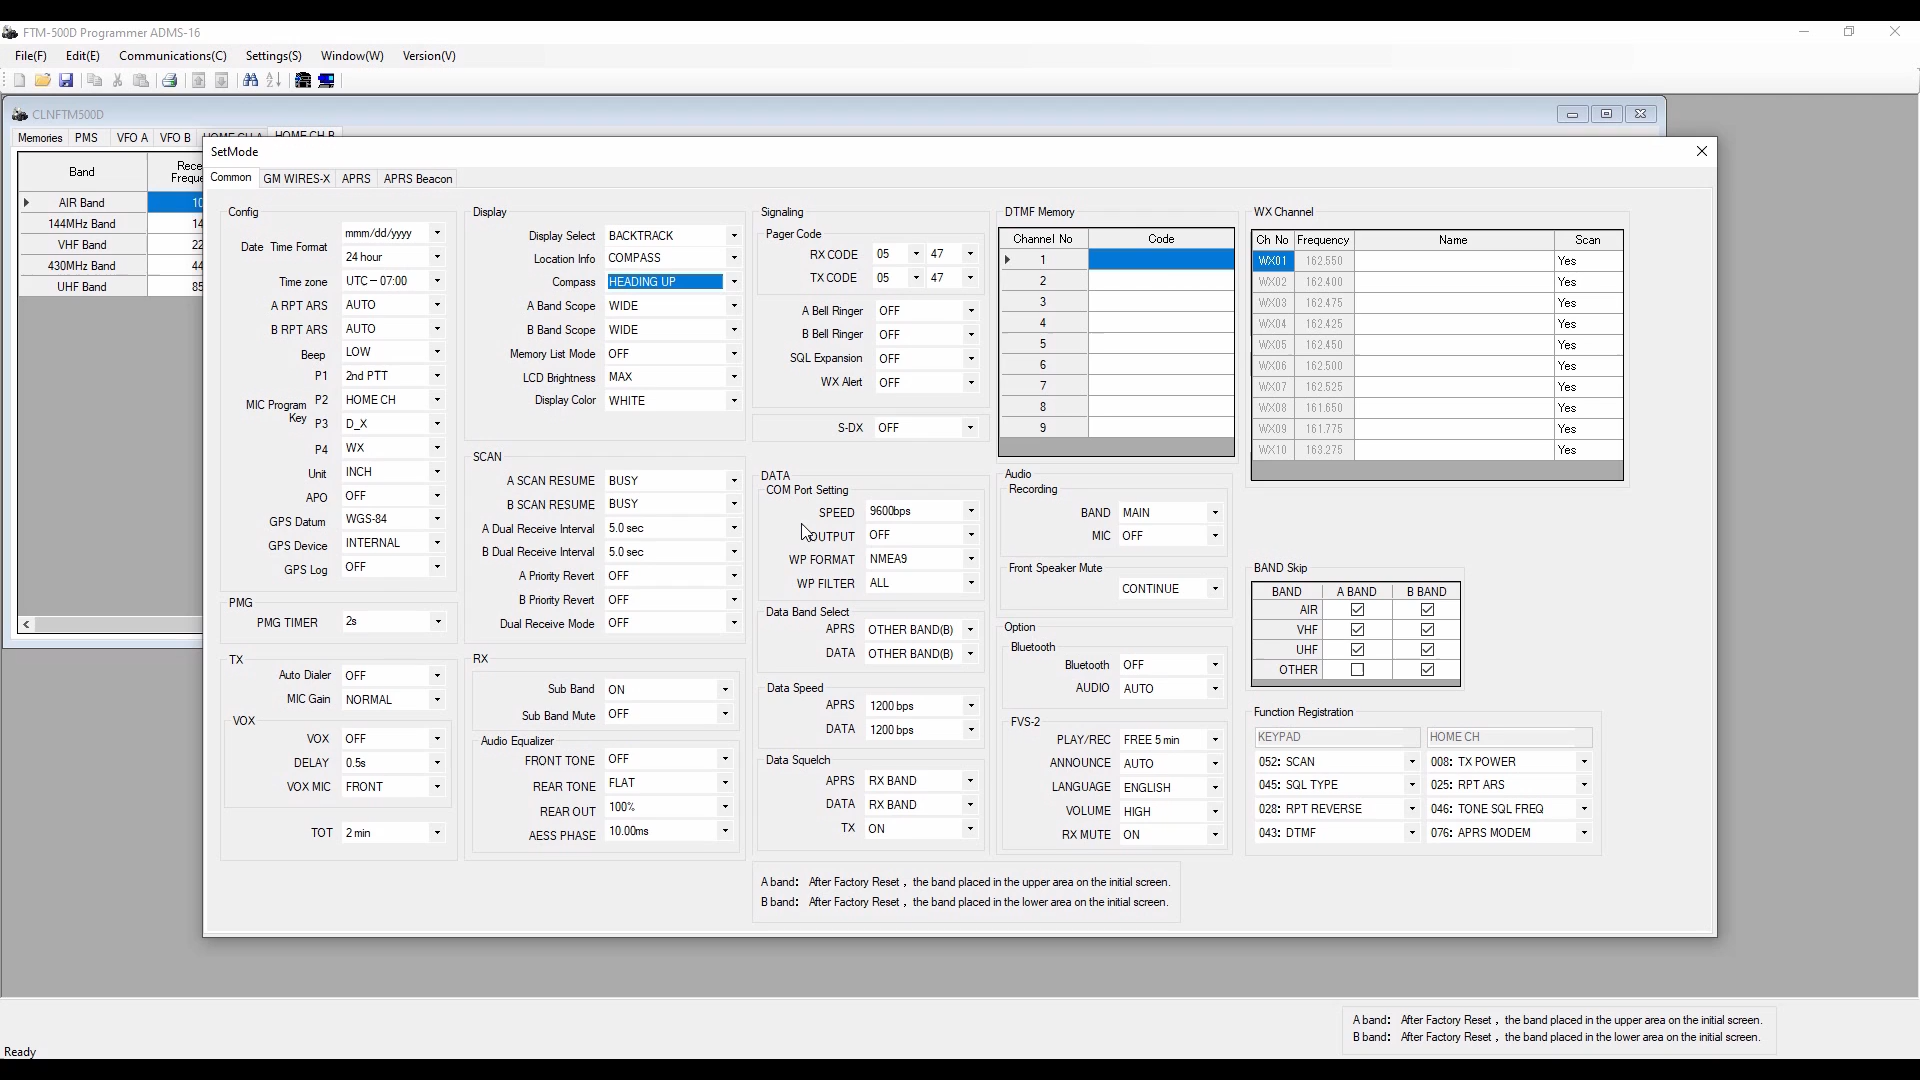 FTM-500D Programmer ADMS-16
File(F) Edit(E) Communications(C) Settings(S) Window(W) Version(V)
CLNFTM500D
Memories PMS VFO A VFO B HOME CH A HOME CH B
Band
AIR Band
144MHz Band
VHF Band
430MHz Band
UHF Band
SetMode
Common GM WIRES-X APRS APRS Beacon
Config
Date Time Format mmm/dd/yyyy
24 hour
Time zone UTC－07:00
A RPT ARS AUTO
B RPT ARS AUTO
Beep LOW
MIC Program Key
P1 2nd PTT
P2 HOME CH
P3 D_X
P4 WX
Unit INCH
APO OFF
GPS Datum WGS-84
GPS Device INTERNAL
GPS Log OFF
PMG
PMG TIMER 2s
TX
Auto Dialer OFF
MIC Gain NORMAL
VOX
VOX OFF
DELAY 0.5s
VOX MIC FRONT
TOT 2 min
Display
Display Select BACKTRACK
Location Info COMPASS
Compass HEADING UP
A Band Scope WIDE
B Band Scope WIDE
Memory List Mode OFF
LCD Brightness MAX
Display Color WHITE
SCAN
A SCAN RESUME BUSY
B SCAN RESUME BUSY
A Dual Receive Interval 5.0 sec
B Dual Receive Interval 5.0 sec
A Priority Revert OFF
B Priority Revert OFF
Dual Receive Mode OFF
RX
Sub Band ON
Sub Band Mute OFF
Audio Equalizer
FRONT TONE OFF
REAR TONE FLAT
REAR OUT 100%
AESS PHASE 10.00ms
Signaling
Pager Code
RX CODE 05 47
TX CODE 05 47
A Bell Ringer OFF
B Bell Ringer OFF
SQL Expansion OFF
WX Alert OFF
S-DX OFF
DATA
COM Port Setting
SPEED 9600bps
OUTPUT OFF
WP FORMAT NMEA9
WP FILTER ALL
Data Band Select
APRS OTHER BAND(B)
DATA OTHER BAND(B)
Data Speed
APRS 1200 bps
DATA 1200 bps
Data Squelch
APRS RX BAND
DATA RX BAND
TX ON
DTMF Memory
Channel No Code
1
2
3
4
5
6
7
8
9
Audio
Recording
BAND MAIN
MIC OFF
Front Speaker Mute
CONTINUE
Option
Bluetooth
Bluetooth OFF
AUDIO AUTO
FVS-2
PLAY/REC FREE 5 min
ANNOUNCE AUTO
LANGUAGE ENGLISH
VOLUME HIGH
RX MUTE ON
WX Channel
Ch No Frequency Name Scan
WX01 162.550 Yes
WX02 162.400 Yes
WX03 162.475 Yes
WX04 162.425 Yes
WX05 162.450 Yes
WX06 162.500 Yes
WX07 162.525 Yes
WX08 161.650 Yes
WX09 161.775 Yes
WX10 163.275 Yes
BAND Skip
BAND A BAND B BAND
AIR
VHF
UHF
OTHER
Function Registration
KEYPAD HOME CH
052: SCAN 008: TX POWER
045: SQL TYPE 025: RPT ARS
028: RPT REVERSE 046: TONE SQL FREQ
043: DTMF 076: APRS MODEM
A band： After Factory Reset， the band placed in the upper area on the initial screen.
B band： After Factory Reset， the band placed in the lower area on the initial screen.
A band： After Factory Reset， the band placed in the upper area on the initial screen.
B band： After Factory Reset， the band placed in the lower area on the initial screen.
Ready